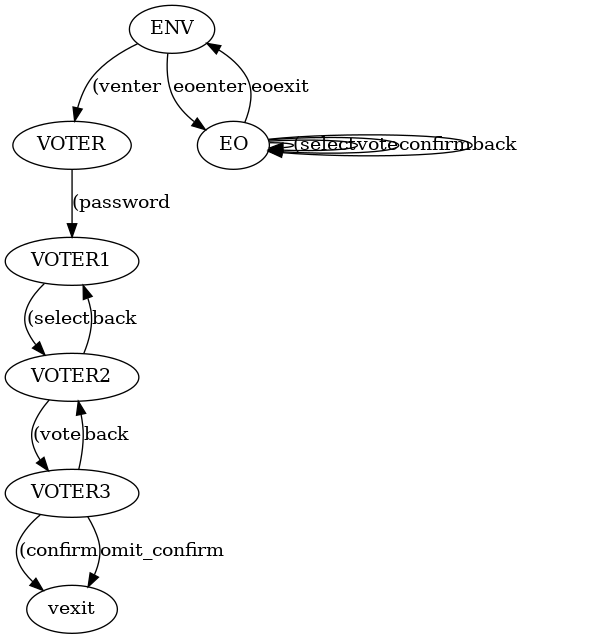 ENV
(venter eoenter eoexit
VOTER EO (select vote confirm back
(password
VOTER1
(select back
VOTER2
(vote back
VOTER3
(confirm omit_confirm
vexit